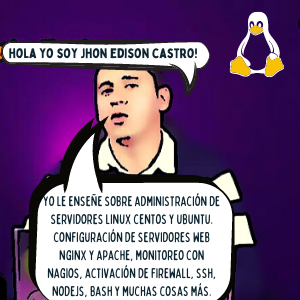 HOLA YO SOY JHON EDISON CASTRO!
YO LE ENSEÑE SOBRE ADMINISTRACIÓN DE
SERVIDORES LINUX CENTOS Y UBUNTU.
CONFIGURACIÓN DE SERVIDORES WEB
NGINX Y APACHE, MONITOREO CON
NAGIOS, ACTIVACIÓN DE FIREWALL, SSH,
NODEJS, BASH Y MUCHAS COSAS MÁS.